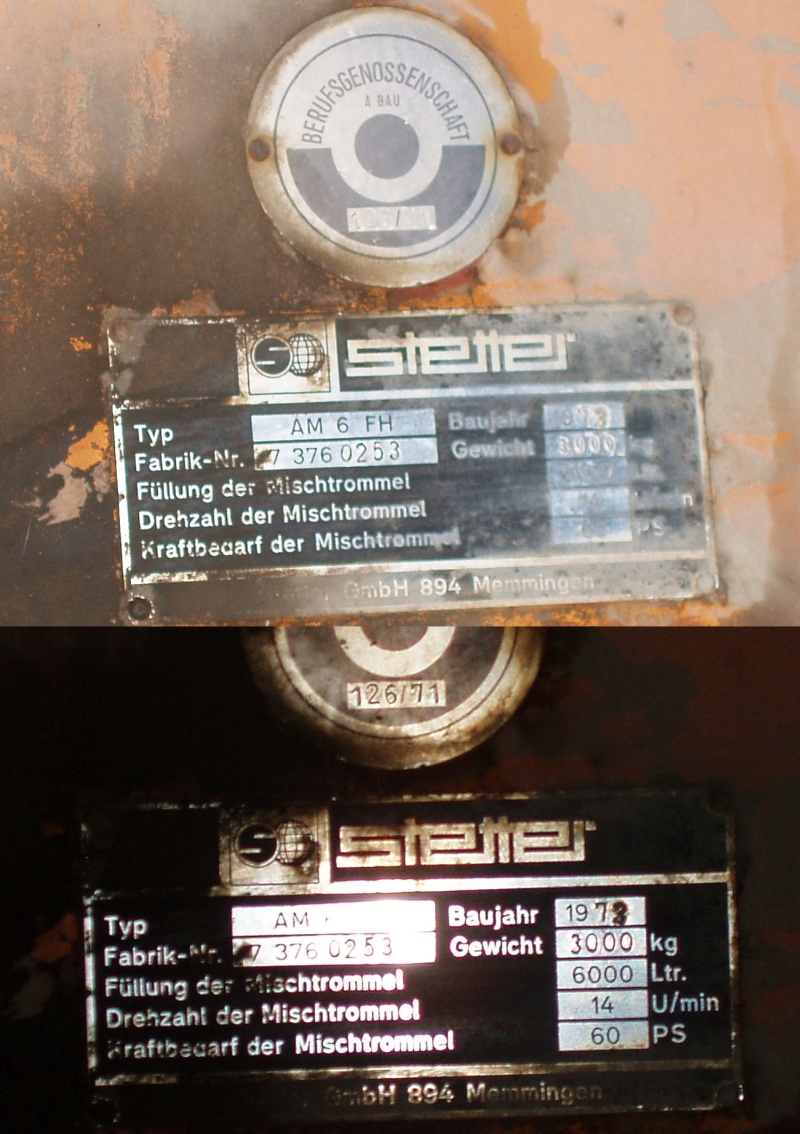 BERUFSGENOSSENSCHAFT
A BAU
126/71
stetter
Typ AM 6 FH Baujahr
Fabrik-Nr. 7 376 0253 Gewicht 3000 kg
Füllung der Mischtrommel
Drehzahl der Mischtrommel
Kraftbedarf der Mischtrommel PS
GmbH 894 Memmingen
126/71
stetter
Typ AM Baujahr
Fabrik-Nr. 7 376 0253 Gewicht 3000 kg
Füllung der Mischtrommel 6000 Ltr.
Drehzahl der Mischtrommel 14 U/min
Kraftbedarf der Mischtrommel 60 PS
GmbH 894 Memmingen